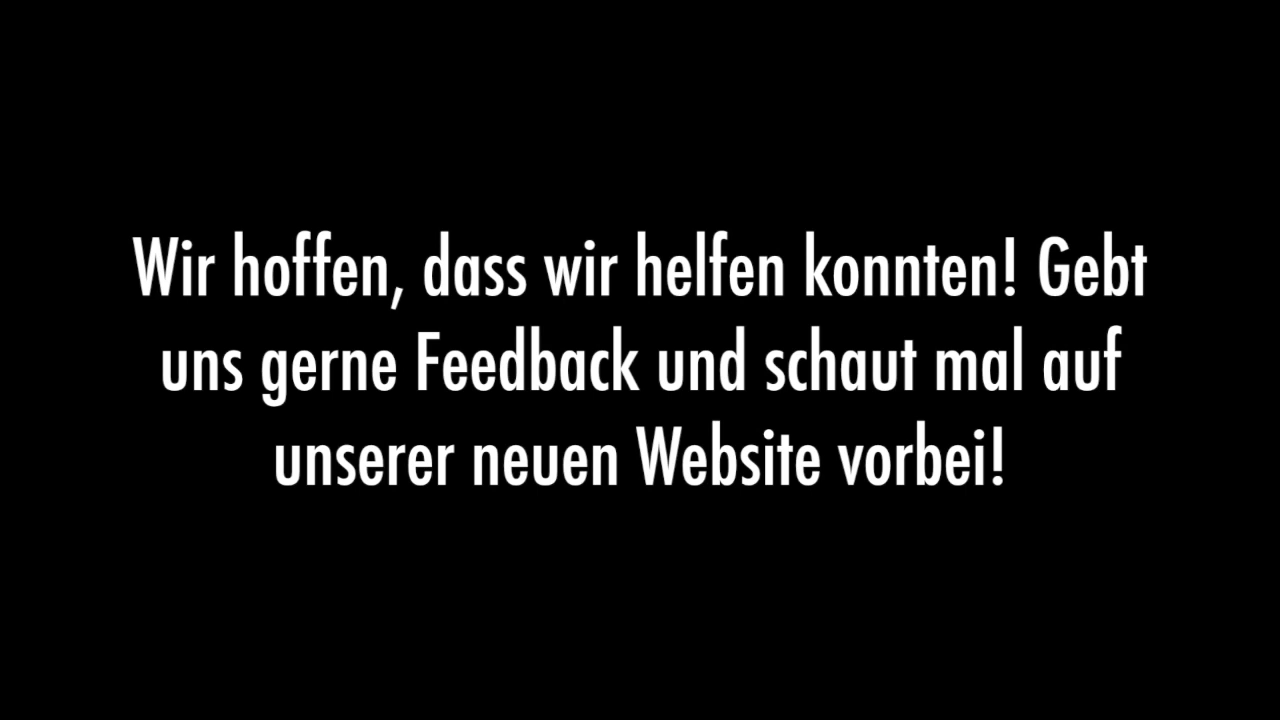 Wir hoffen, dass wir helfen konnten! Gebt
uns gerne Feedback und schaut mal auf
unserer neuen Website vorbei!